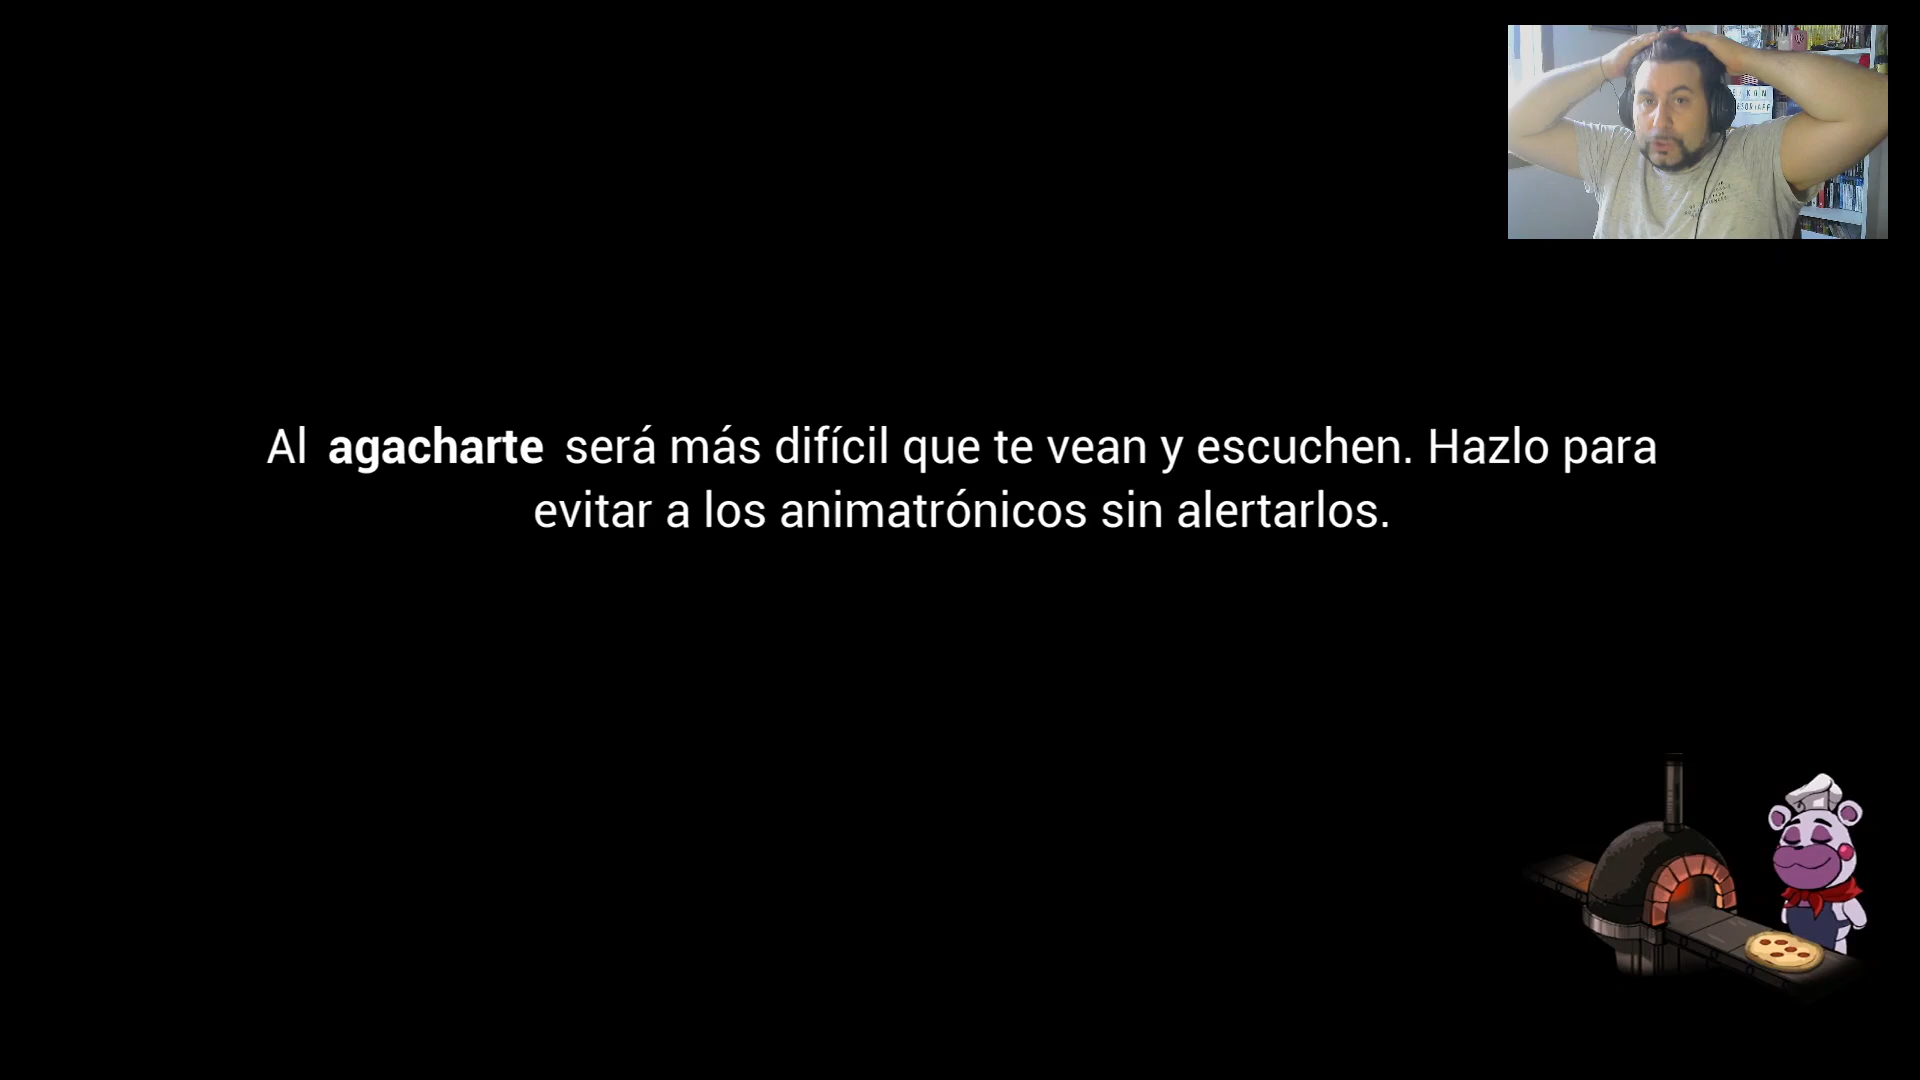 Al agacharte será más difícil que te vean y escuchen. Hazlo para
evitar a los animatrónicos sin alertarlos.